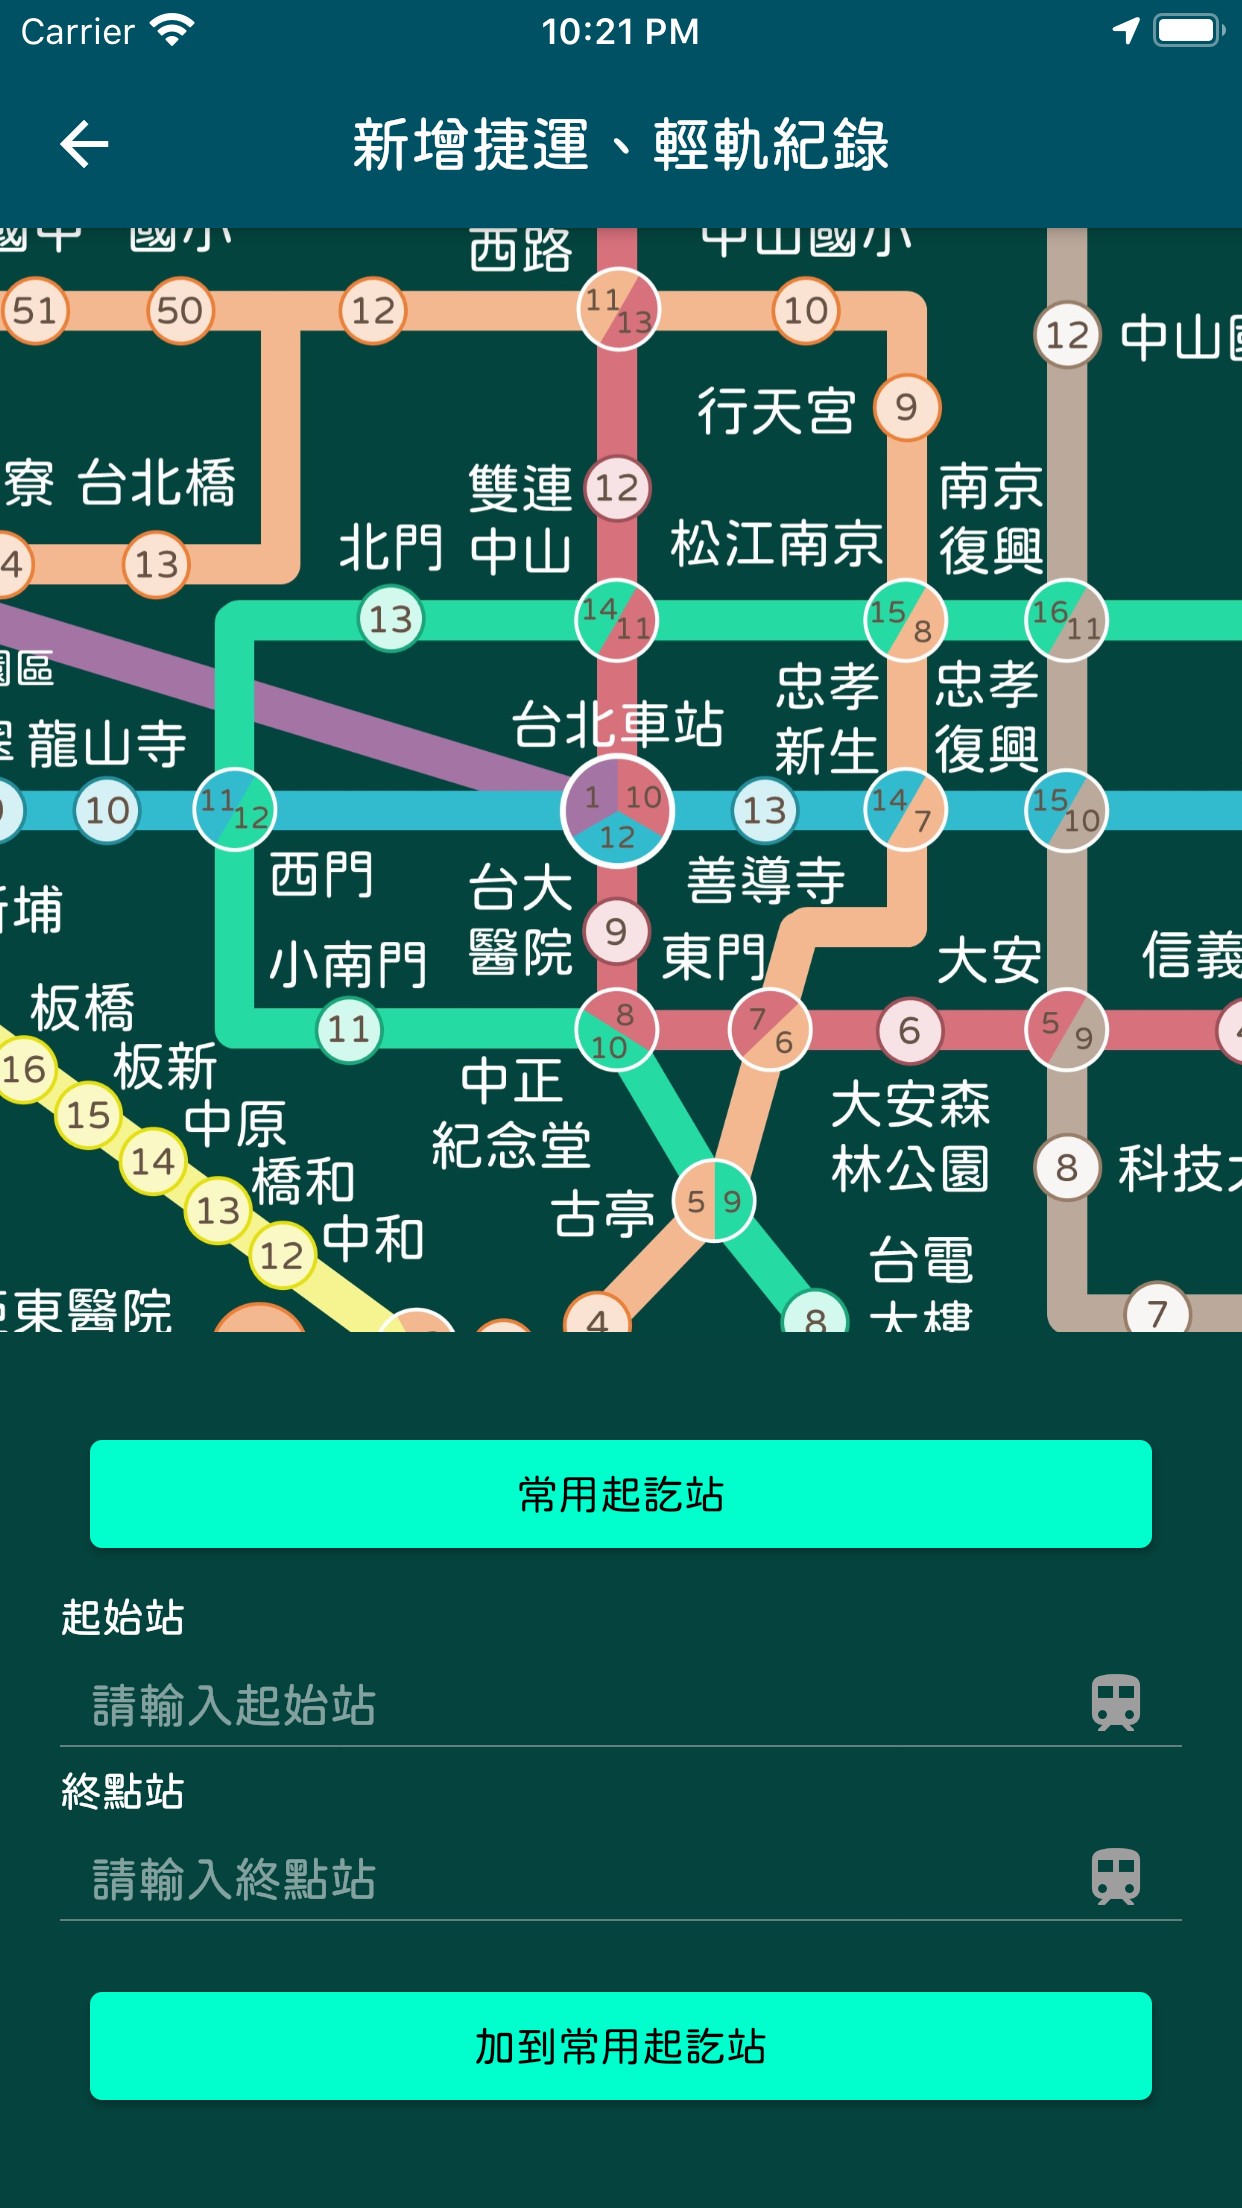 Carrier
10:21 PM
新增捷運、輕軌紀錄
西路
中山國小
國小
51
50
12
11
13
10
12
行天宮
9
寮
台北橋
雙連
12
南京
復興
北門
中山
松江南京
13
13
14
11
15
8
16
11
園區
台北車站
忠孝
新生
忠孝
復興
龍山寺
10
11
12
1
10
12
13
14
7
15
10
西門
台大
醫院
善導寺
埔
9
小南門
東門
大安
信義
板橋
11
8
10
7
6
6
5
9
16
板新
中正
紀念堂
大安森
林公園
15
中原
14
橋和
古亭
5
9
8
科技
13
中和
12
台電
大樓
東醫院
4
8
7
常用起訖站
起始站
請輸入起始站
終點站
請輸入終點站
加到常用起訖站